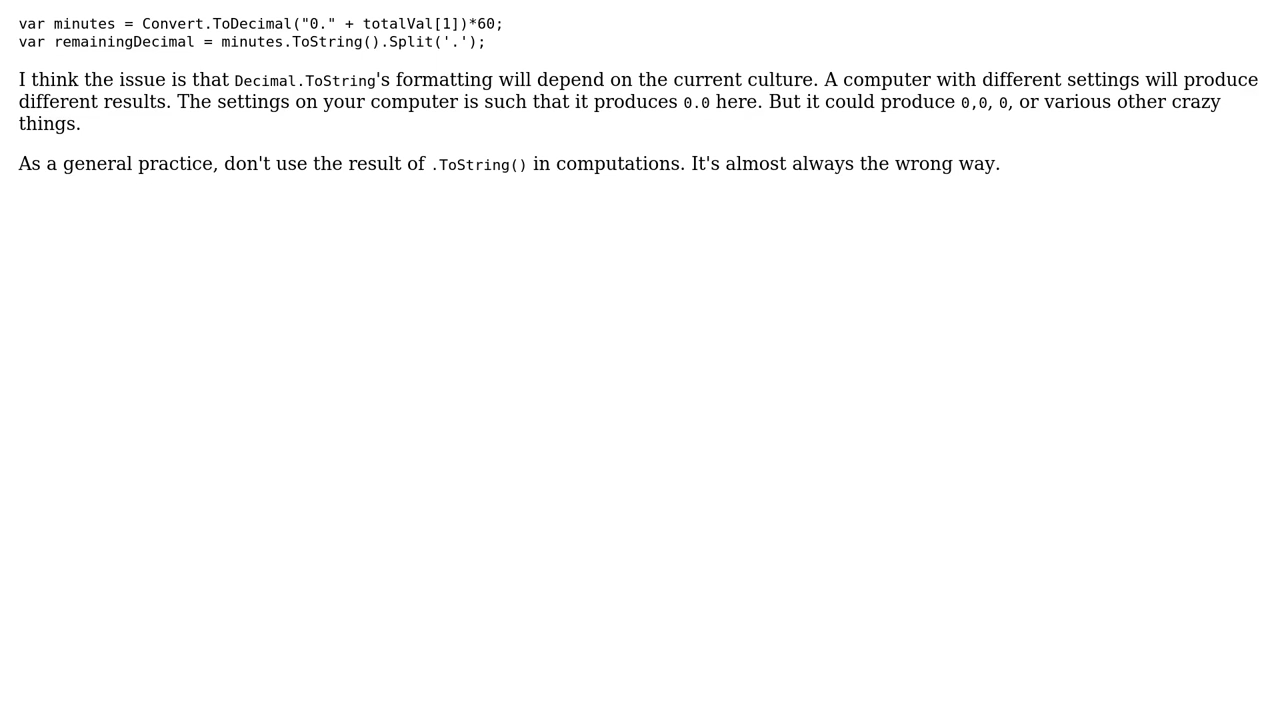 var minutes = Convert.ToDecimal("0." + totalVal[1])*60;
var remainingDecimal = minutes.ToString().Split('.');
I think the issue is that Decimal.ToString's formatting will depend on the current culture. A computer with different settings will produce
different results. The settings on your computer is such that it produces 0.0 here. But it could produce 0,0, 0, or various other crazy
things.
As a general practice, don't use the result of .ToString() in computations. It's almost always the wrong way.